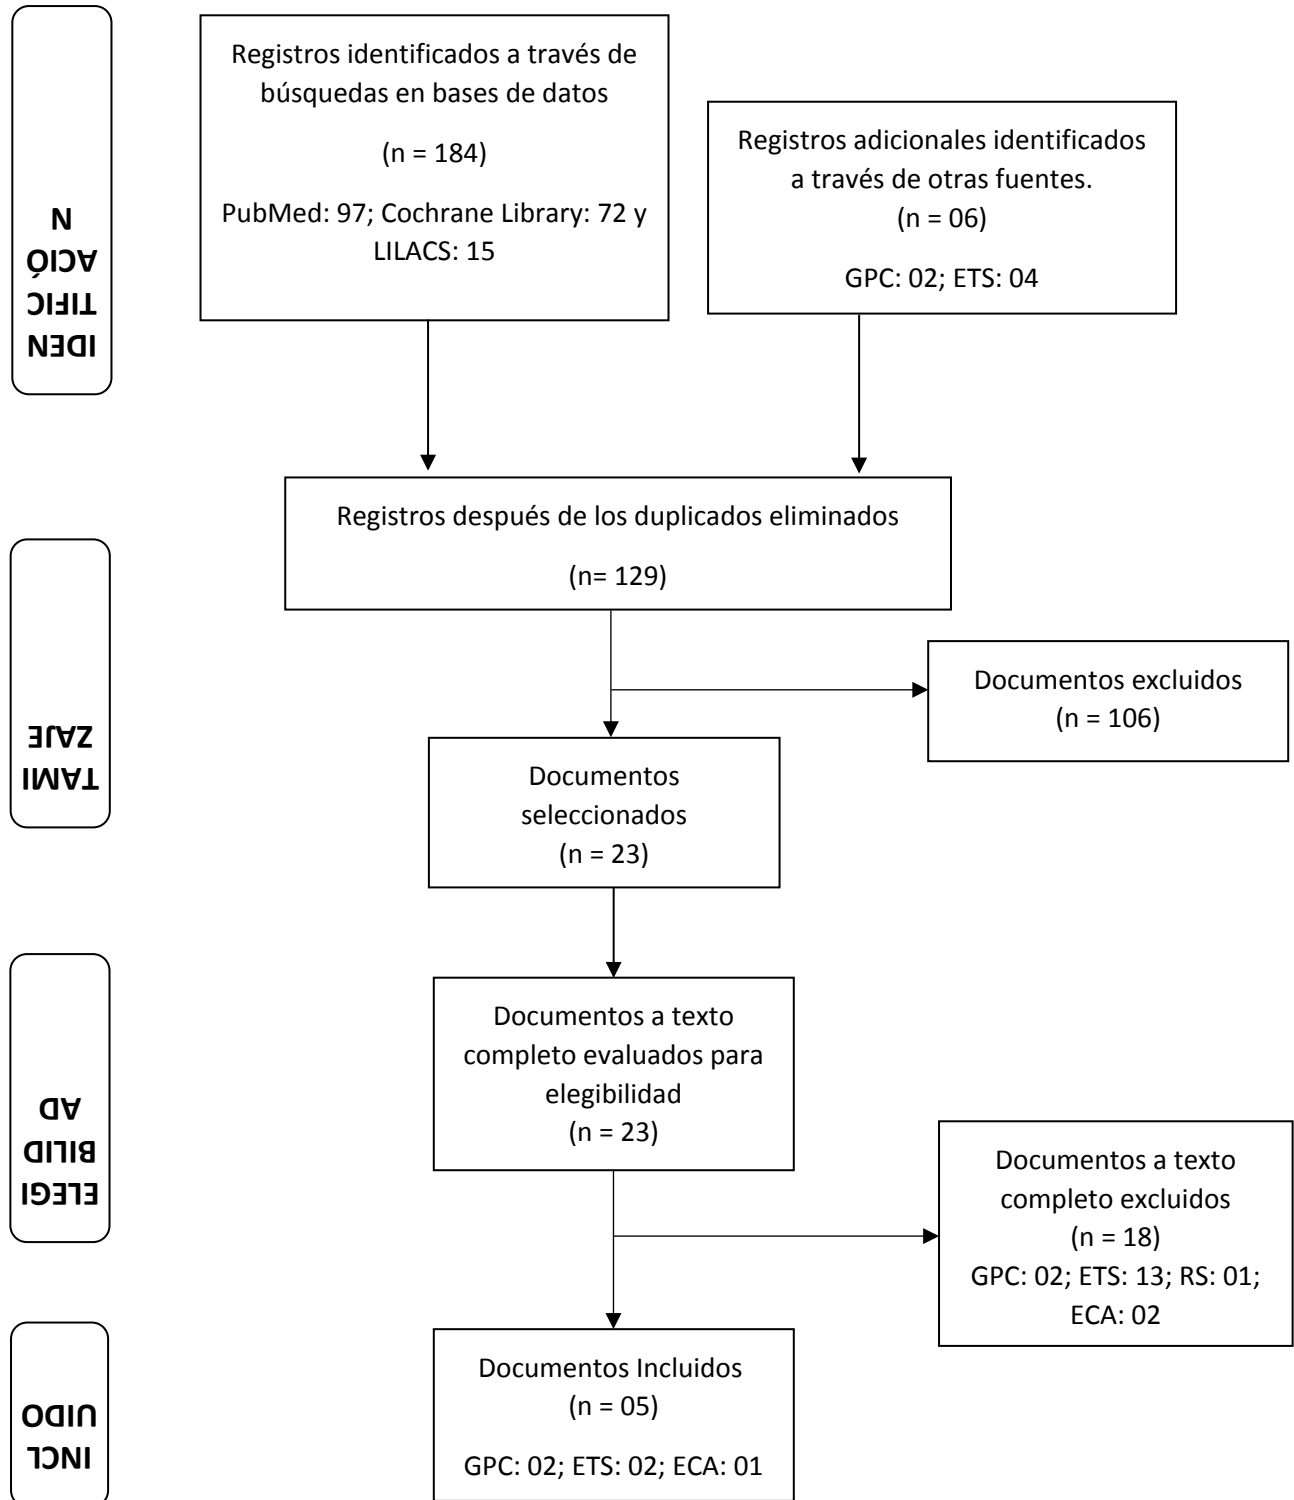 IDEN
TIFIC
ACIÓ
N
Registros identificados a través de
búsquedas en bases de datos
(n = 184)
PubMed: 97; Cochrane Library: 72 y
LILACS: 15
Registros adicionales identificados
a través de otras fuentes.
(n = 06)
GPC: 02; ETS: 04
Registros después de los duplicados eliminados
(n= 129)
TAMI
ZAJE
Documentos excluidos
(n = 106)
Documentos
seleccionados
(n = 23)
ELEGI
BILID
AD
Documentos a texto
completo evaluados para
elegibilidad
(n = 23)
Documentos a texto
completo excluidos
(n = 18)
GPC: 02; ETS: 13; RS: 01;
ECA: 02
INCL
UIDO
Documentos Incluidos
(n = 05)
GPC: 02; ETS: 02; ECA: 01